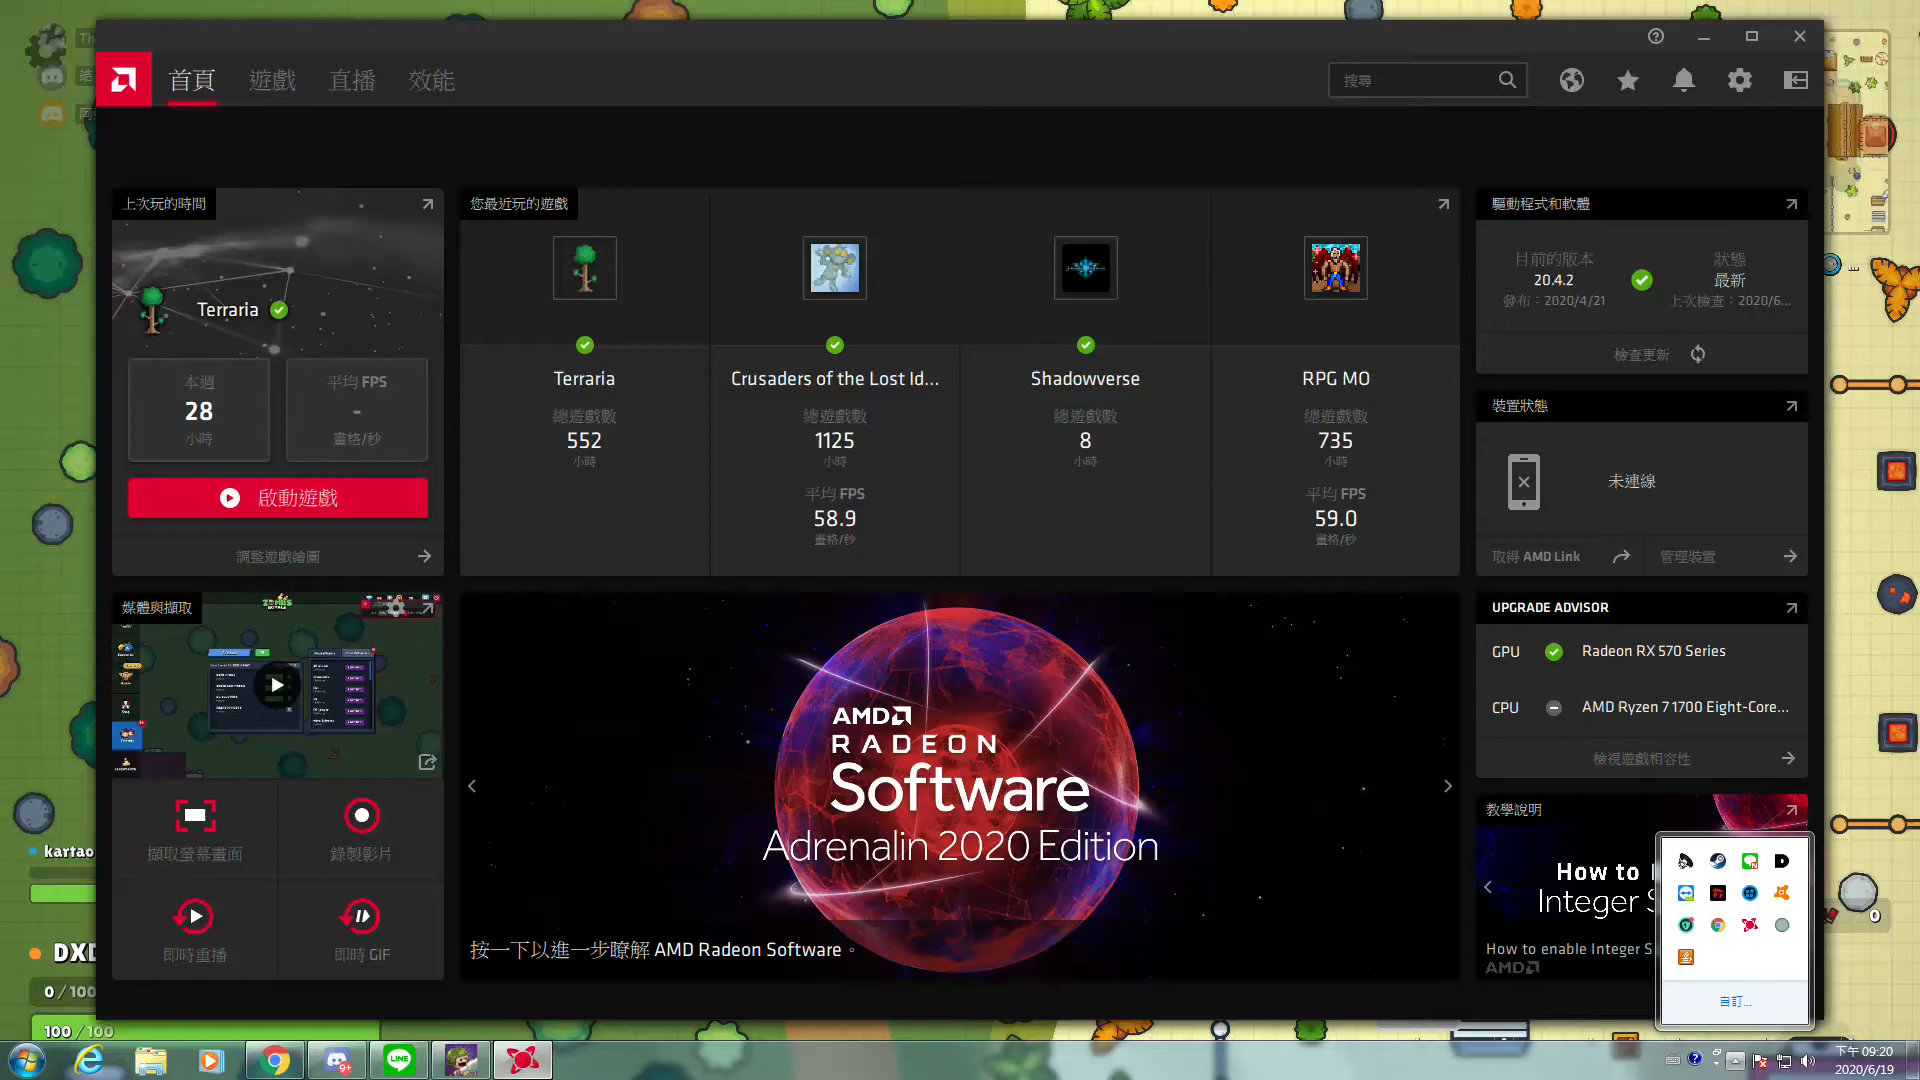 首頁
遊戲
直播
效能
搜尋
上次玩的時間
Terraria
本週
28
小時
平均 FPS
-
畫格/秒
啟動遊戲
調整遊戲繪圖
您最近玩的遊戲
Terraria
總遊戲數
552
小時
Crusaders of the Lost Id...
總遊戲數
1125
小時
平均 FPS
58.9
畫格/秒
Shadowverse
總遊戲數
8
小時
RPG MO
總遊戲數
735
小時
平均 FPS
59.0
畫格/秒
驅動程式和軟體
目前的版本
20.4.2
發布：2020/4/21
狀態
最新
上次檢查：2020/6...
檢查更新
裝置狀態
未連線
取得 AMD Link
管理裝置
媒體與擷取
擷取螢幕畫面
錄製影片
即時重播
即時 GIF
AMD
RADEON
Software
Adrenalin 2020 Edition
按一下以進一步瞭解 AMD Radeon Software。
UPGRADE ADVISOR
GPU
Radeon RX 570 Series
CPU
AMD Ryzen 7 1700 Eight-Core...
檢視遊戲相容性
教學說明
How to
Integer S
How to enable Integer S
AMD
自訂...
kartao
DXD
0 / 100
100 / 100
0
9+
下午 09:20
2020/6/19